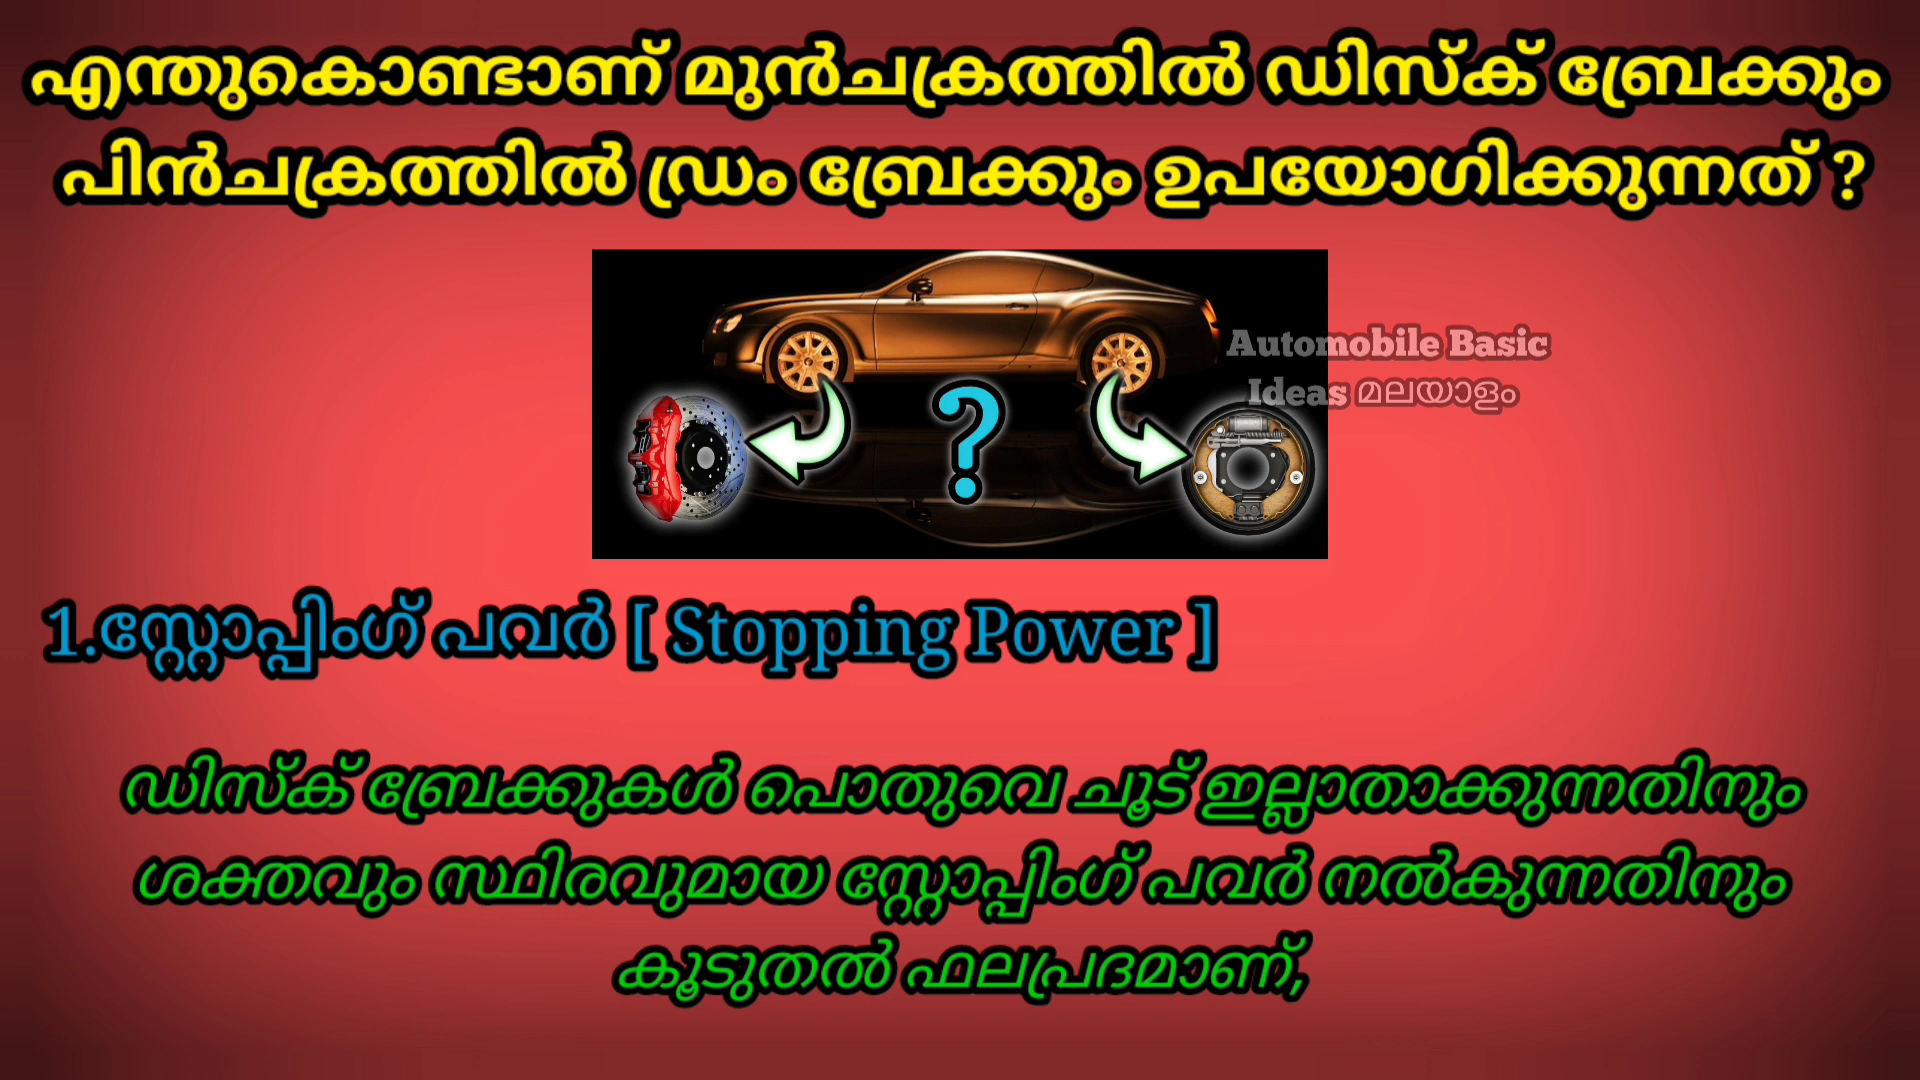 എന്തുകൊണ്ടാണ് മുൻചക്രത്തിൽ ഡിസ്ക് ബ്രേക്കും
പിൻചക്രത്തിൽ ഡ്രം ബ്രേക്കും ഉപയോഗിക്കുന്നത് ?
Automobile Basic
Ideas മലയാളം
?
1.സ്റ്റോപ്പിംഗ് പവർ [ Stopping Power ]
ഡിസ്ക് ബ്രേക്കുകൾ പൊതുവെ ചൂട് ഇല്ലാതാക്കുന്നതിനും
ശക്തവും സ്ഥിരവുമായ സ്റ്റോപ്പിംഗ് പവർ നൽകുന്നതിനും
കൂടുതൽ ഫലപ്രദമാണ്,